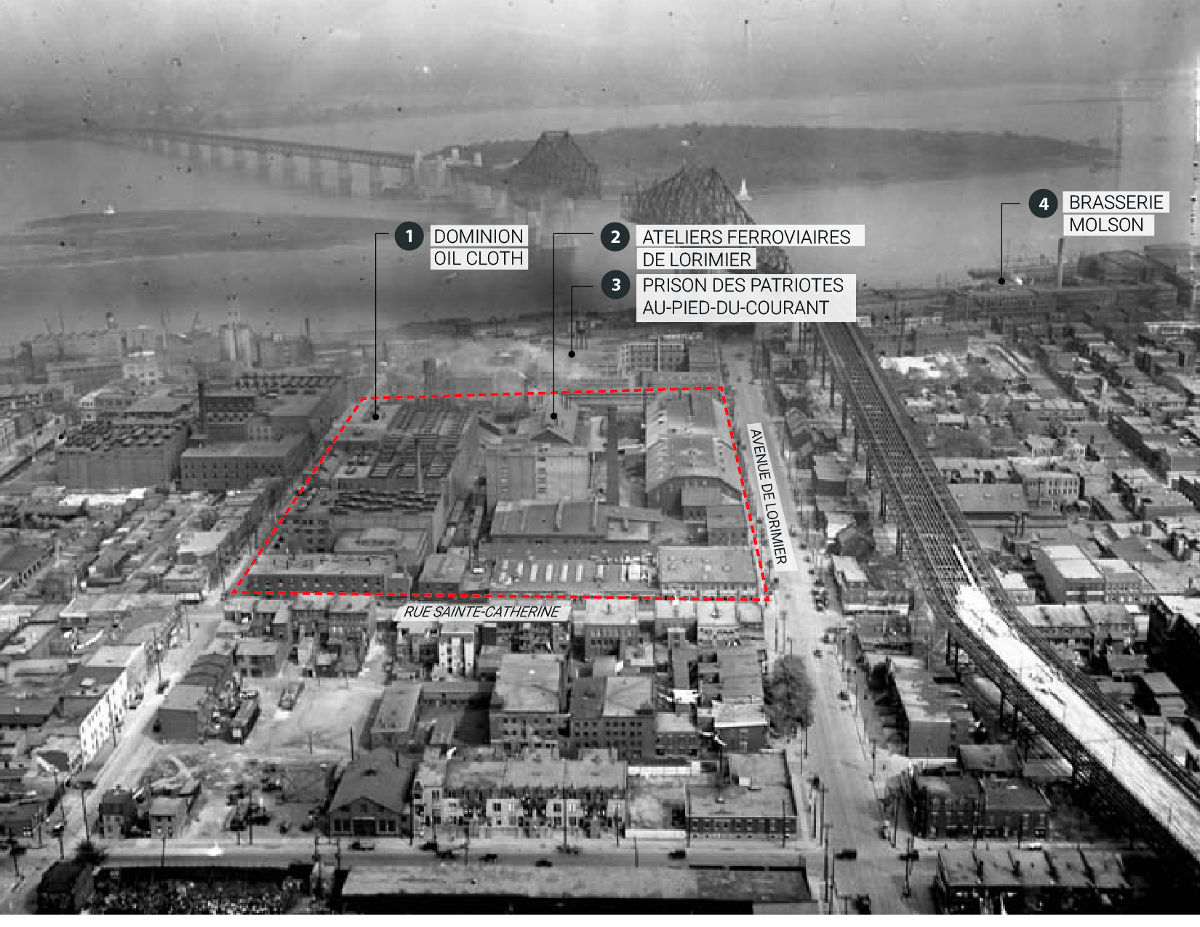 1
DOMINION
OIL CLOTH
2
ATELIERS FERROVIAIRES
DE LORIMIER
3
PRISON DES PATRIOTES
AU-PIED-DU-COURANT
4
BRASSERIE
MOLSON
AVENUE DE LORIMIER
RUE SAINTE-CATHERINE